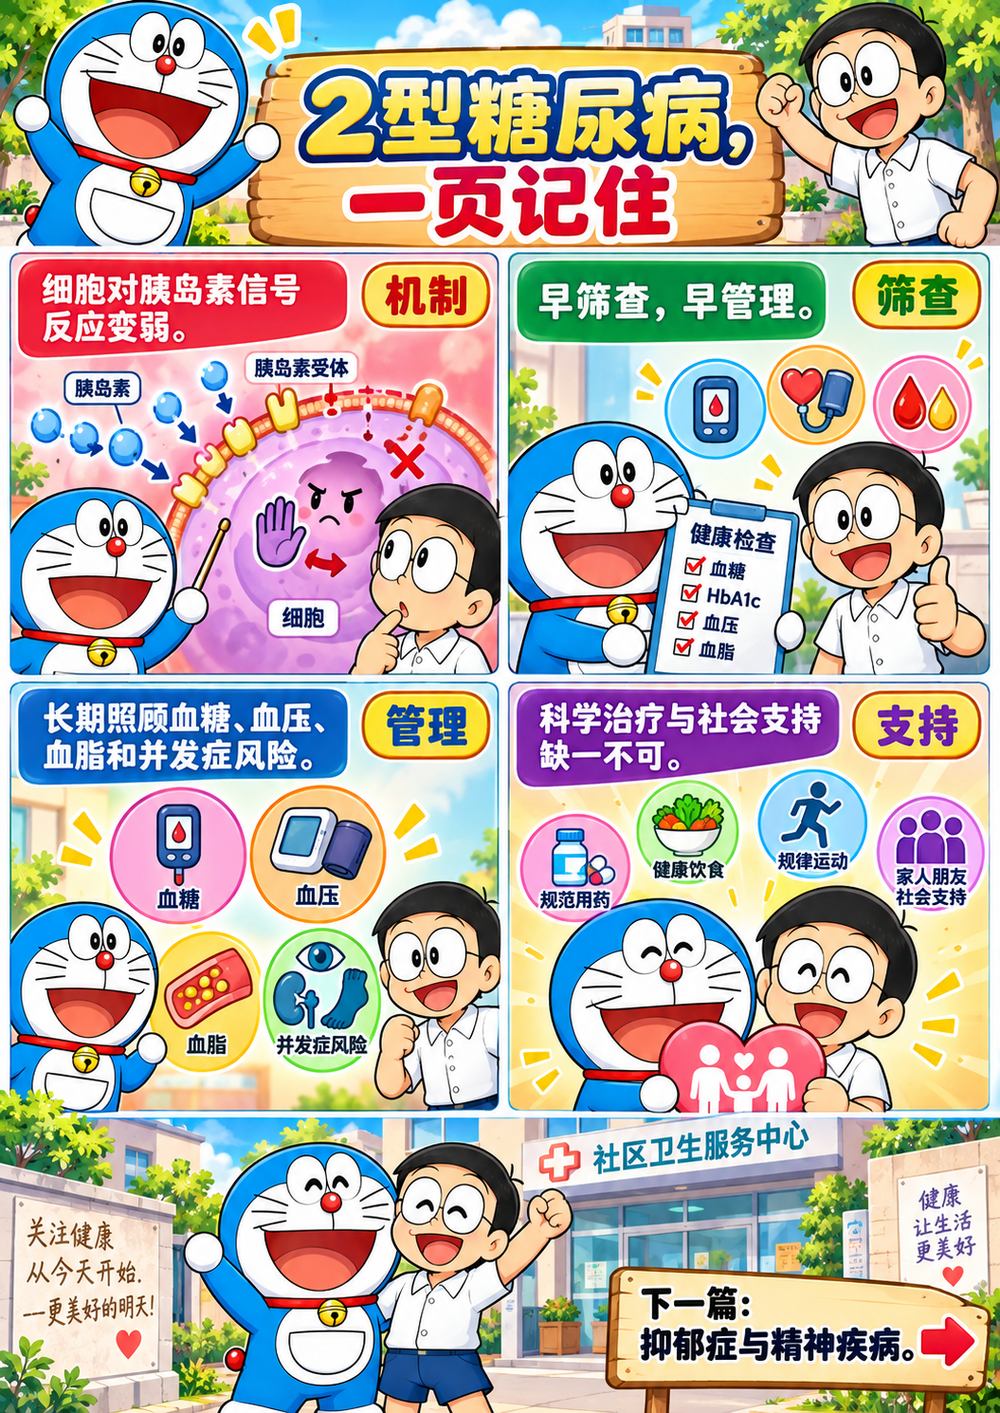 2型糖尿病,
一页记住
细胞对胰岛素信号
反应变弱。
机制
胰岛素
胰岛素受体
细胞
早筛查，早管理。
筛查
健康检查
血糖
HbA1c
血压
血脂
长期照顾血糖、血压、
血脂和并发症风险。
管理
血糖
血压
血脂
并发症风险
科学治疗与社会支持
缺一不可。
支持
规范用药
健康饮食
规律运动
家人朋友
社会支持
社区卫生服务中心
关注健康
从今天开始.
—更美好的明天!
健康
让生活
更美好
下一篇：
抑郁症与精神疾病。